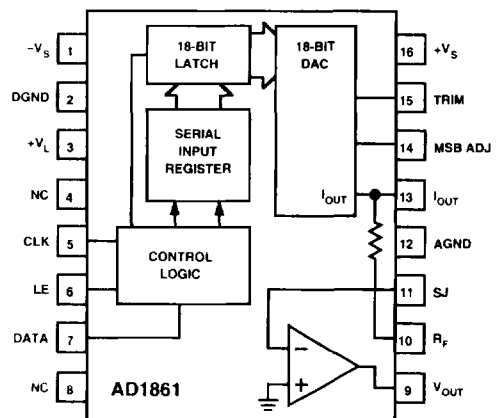 -VS 1
DGND 2
+VL 3
NC 4
CLK 5
LE 6
DATA 7
NC 8
18-BIT
LATCH
SERIAL
INPUT
REGISTER
CONTROL
LOGIC
18-BIT
DAC
IOUT
-
+
AD1861
16 +VS
15 TRIM
14 MSB ADJ
13 IOUT
12 AGND
11 SJ
10 RF
9 VOUT